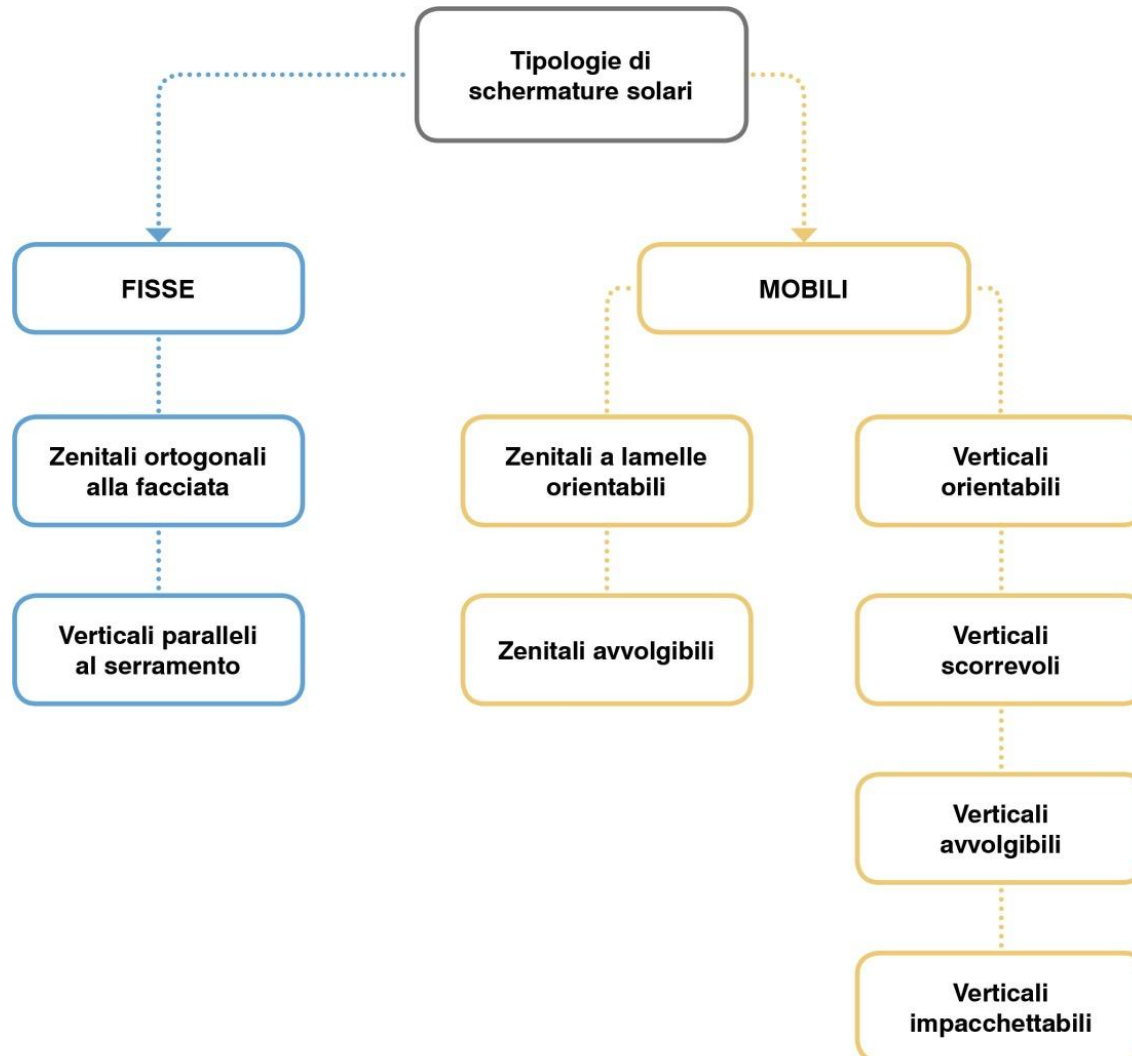 Tipologie di
schermature solari
FISSE
MOBILI
Zenitali ortogonali
alla facciata
Zenitali a lamelle
orientabili
Verticali
orientabili
Verticali paralleli
al serramento
Zenitali avvolgibili
Verticali
scorrevoli
Verticali
avvolgibili
Verticali
impacchettabili